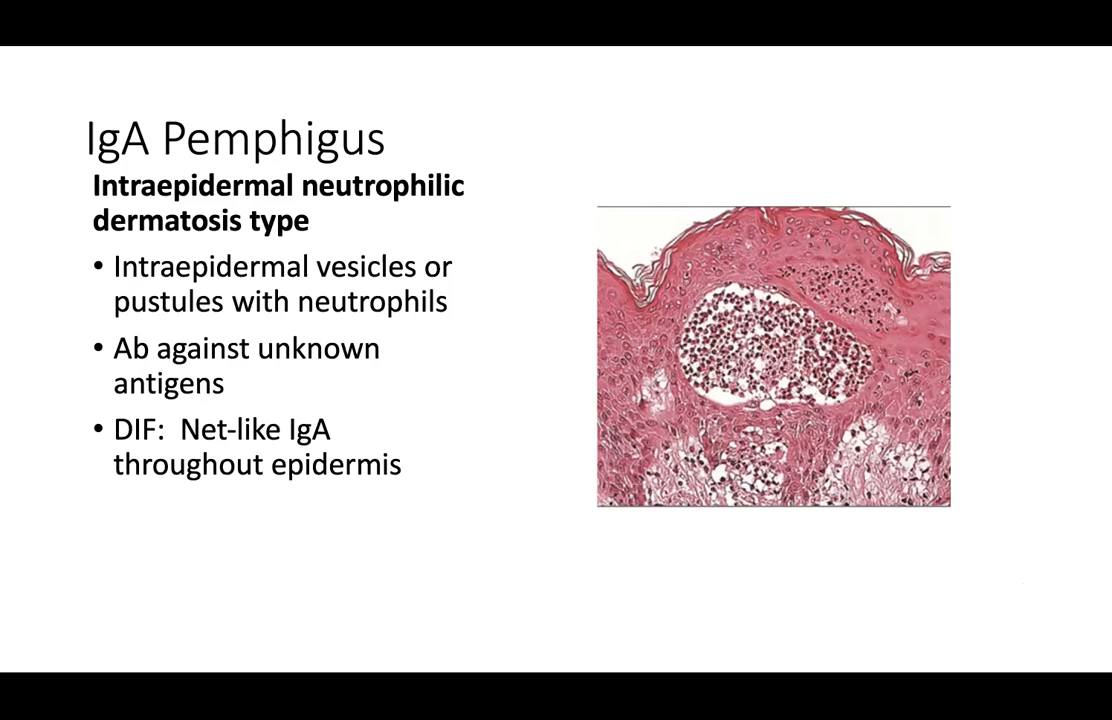 IgA Pemphigus
Intraepidermal neutrophilic
dermatosis type
• Intraepidermal vesicles or
pustules with neutrophils
• Ab against unknown
antigens
• DIF:  Net-like IgA
throughout epidermis